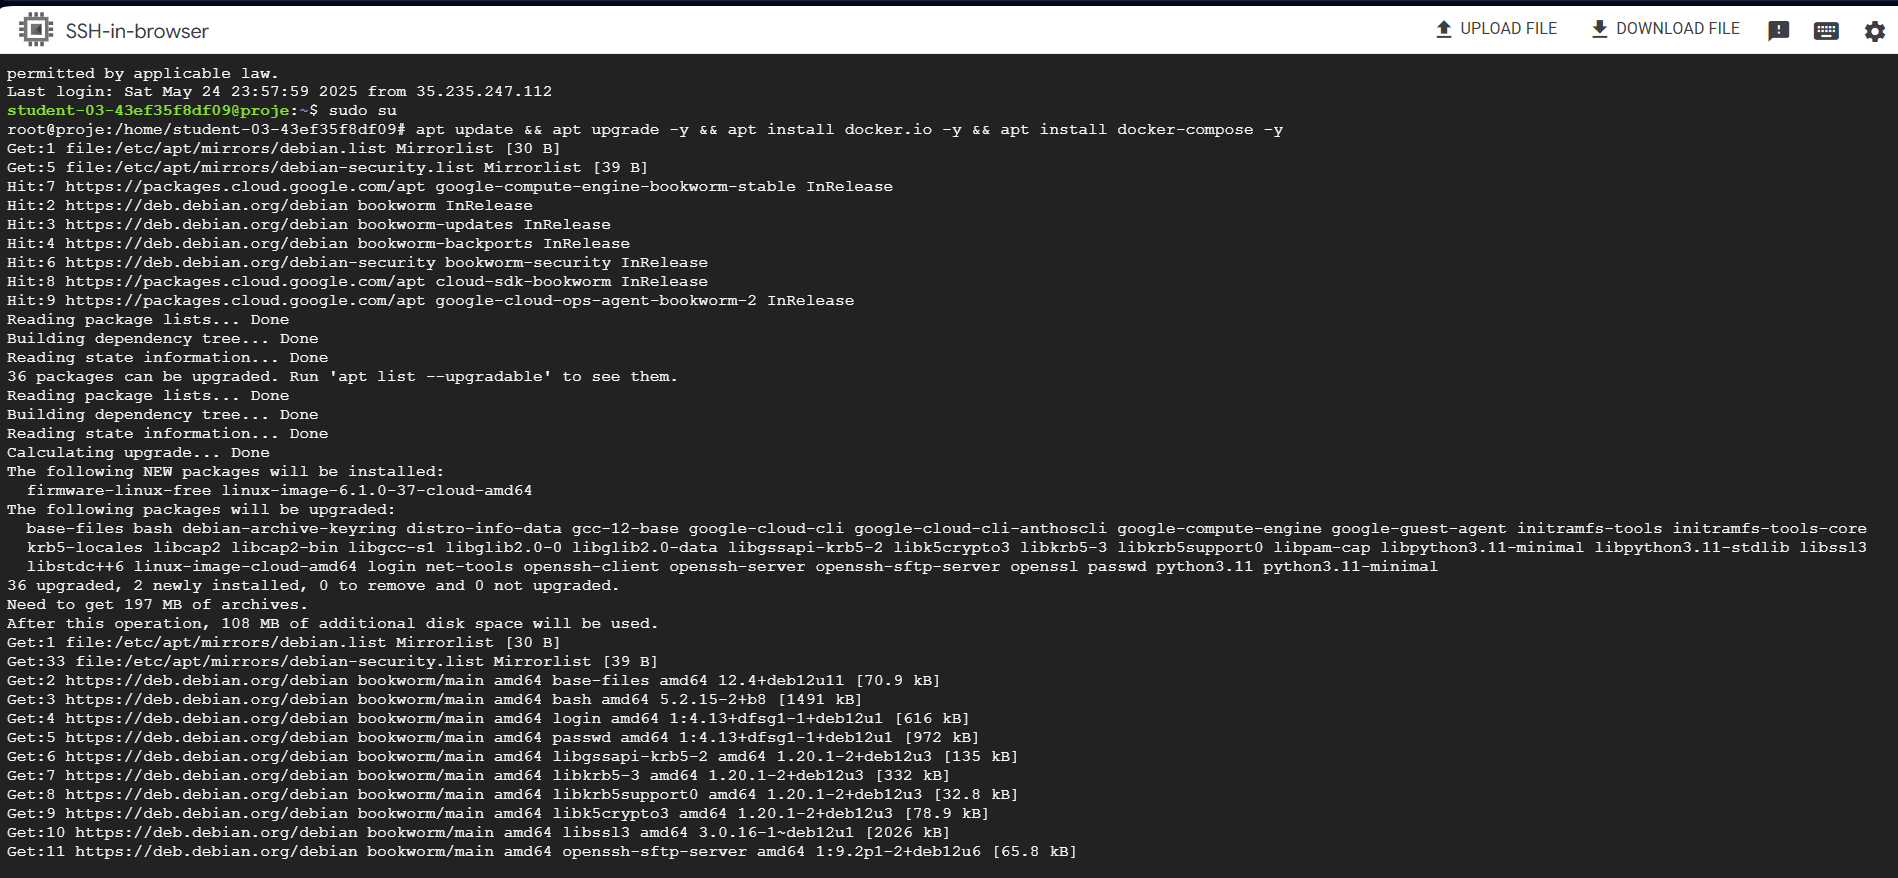 SSH-in-browser
UPLOAD FILE
DOWNLOAD FILE
permitted by applicable law.
Last login: Sat May 24 23:57:59 2025 from 35.235.247.112
student-03-43ef35f8df09@proje:~$ sudo su
root@proje:/home/student-03-43ef35f8df09# apt update && apt upgrade -y && apt install docker.io -y && apt install docker-compose -y
Get:1 file:/etc/apt/mirrors/debian.list Mirrorlist [30 B]
Get:5 file:/etc/apt/mirrors/debian-security.list Mirrorlist [39 B]
Hit:7 https://packages.cloud.google.com/apt google-compute-engine-bookworm-stable InRelease
Hit:2 https://deb.debian.org/debian bookworm InRelease
Hit:3 https://deb.debian.org/debian bookworm-updates InRelease
Hit:4 https://deb.debian.org/debian bookworm-backports InRelease
Hit:6 https://deb.debian.org/debian-security bookworm-security InRelease
Hit:8 https://packages.cloud.google.com/apt cloud-sdk-bookworm InRelease
Hit:9 https://packages.cloud.google.com/apt google-cloud-ops-agent-bookworm-2 InRelease
Reading package lists... Done
Building dependency tree... Done
Reading state information... Done
36 packages can be upgraded. Run 'apt list --upgradable' to see them.
Reading package lists... Done
Building dependency tree... Done
Reading state information... Done
Calculating upgrade... Done
The following NEW packages will be installed:
  firmware-linux-free linux-image-6.1.0-37-cloud-amd64
The following packages will be upgraded:
  base-files bash debian-archive-keyring distro-info-data gcc-12-base google-cloud-cli google-cloud-cli-anthoscli google-compute-engine google-guest-agent initramfs-tools initramfs-tools-core
  krb5-locales libcap2 libcap2-bin libgcc-s1 libglib2.0-0 libglib2.0-data libgssapi-krb5-2 libk5crypto3 libkrb5-3 libkrb5support0 libpam-cap libpython3.11-minimal libpython3.11-stdlib libssl3
  libstdc++6 linux-image-cloud-amd64 login net-tools openssh-client openssh-server openssh-sftp-server openssl passwd python3.11 python3.11-minimal
36 upgraded, 2 newly installed, 0 to remove and 0 not upgraded.
Need to get 197 MB of archives.
After this operation, 108 MB of additional disk space will be used.
Get:1 file:/etc/apt/mirrors/debian.list Mirrorlist [30 B]
Get:33 file:/etc/apt/mirrors/debian-security.list Mirrorlist [39 B]
Get:2 https://deb.debian.org/debian bookworm/main amd64 base-files amd64 12.4+deb12u11 [70.9 kB]
Get:3 https://deb.debian.org/debian bookworm/main amd64 bash amd64 5.2.15-2+b8 [1491 kB]
Get:4 https://deb.debian.org/debian bookworm/main amd64 login amd64 1:4.13+dfsg1-1+deb12u1 [616 kB]
Get:5 https://deb.debian.org/debian bookworm/main amd64 passwd amd64 1:4.13+dfsg1-1+deb12u1 [972 kB]
Get:6 https://deb.debian.org/debian bookworm/main amd64 libgssapi-krb5-2 amd64 1.20.1-2+deb12u3 [135 kB]
Get:7 https://deb.debian.org/debian bookworm/main amd64 libkrb5-3 amd64 1.20.1-2+deb12u3 [332 kB]
Get:8 https://deb.debian.org/debian bookworm/main amd64 libkrb5support0 amd64 1.20.1-2+deb12u3 [32.8 kB]
Get:9 https://deb.debian.org/debian bookworm/main amd64 libk5crypto3 amd64 1.20.1-2+deb12u3 [78.9 kB]
Get:10 https://deb.debian.org/debian bookworm/main amd64 libssl3 amd64 3.0.16-1~deb12u1 [2026 kB]
Get:11 https://deb.debian.org/debian bookworm/main amd64 openssh-sftp-server amd64 1:9.2p1-2+deb12u6 [65.8 kB]